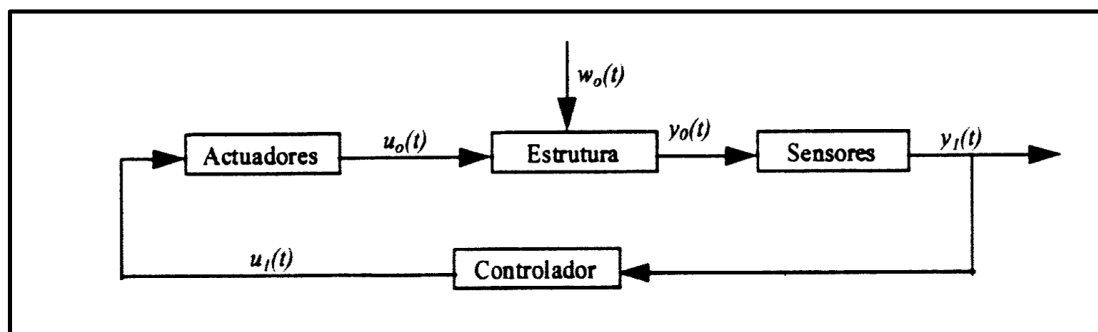 w₀(t)
Actuadores
u₀(t)
Estrutura
y₀(t)
Sensores
y₁(t)
u₁(t)
Controlador